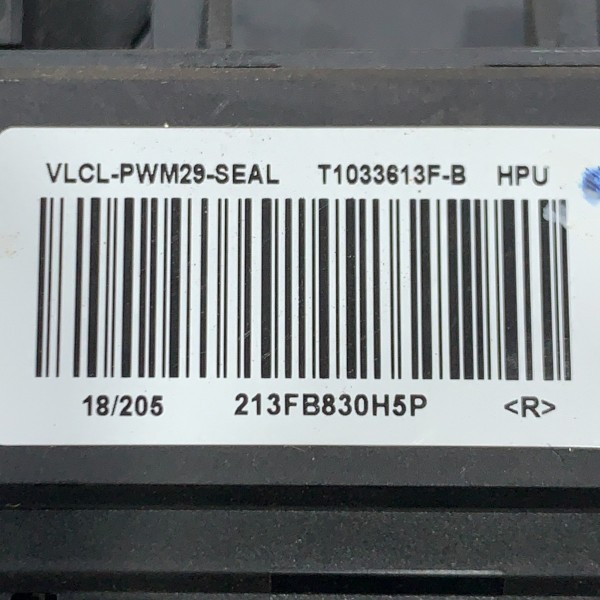 VLCL-PWM29-SEAL T1033613F-B HPU
18/205 213FB830H5P <R>